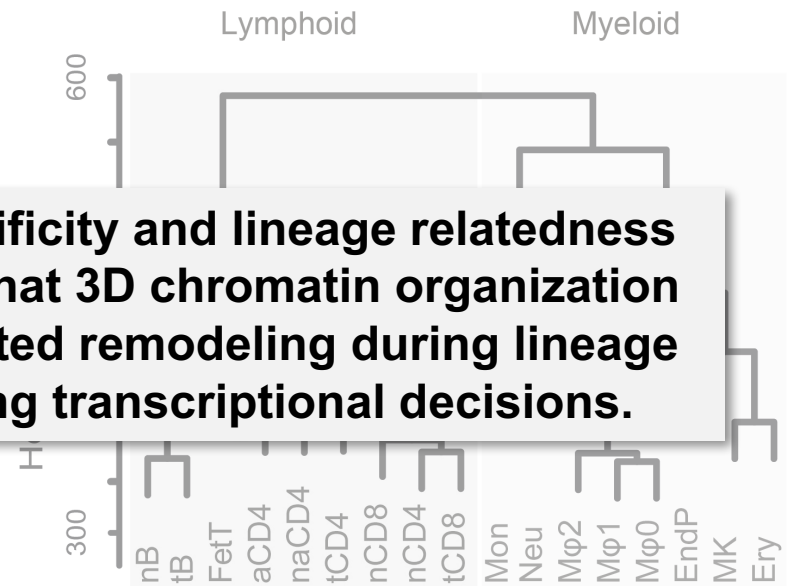 Lymphoid Myeloid
600
ificity and lineage relatedness
hat 3D chromatin organization
ted remodeling during lineage
ng transcriptional decisions.
300
nB
tB
FetT
aCD4
naCD4
tCD4
nCD8
nCD4
tCD8
Mon
Neu
Mφ2
Mφ1
Mφ0
EndP
MK
Ery